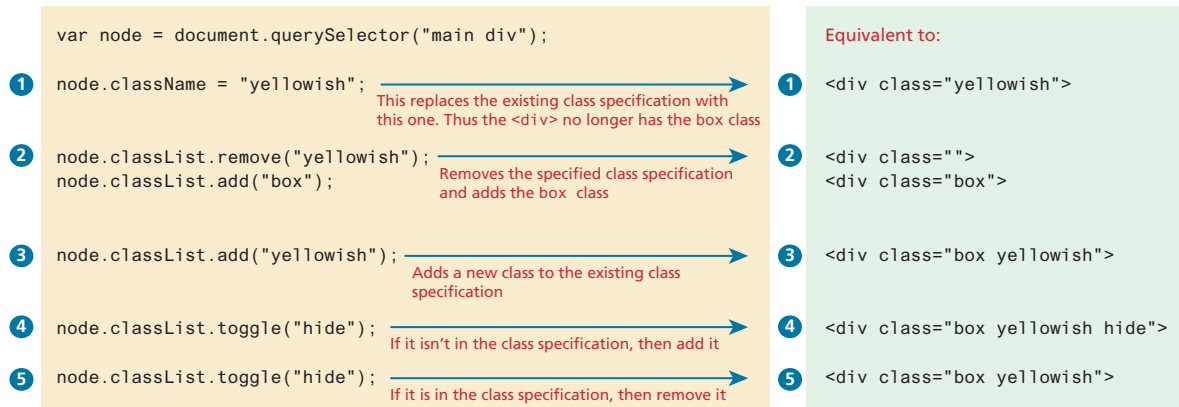 var node = document.querySelector("main div");
Equivalent to:
1 node.className = "yellowish";
This replaces the existing class specification with
this one. Thus the <div> no longer has the box class
1 <div class="yellowish">
2 node.classList.remove("yellowish");
node.classList.add("box");
Removes the specified class specification
and adds the box class
2 <div class="">
<div class="box">
3 node.classList.add("yellowish");
Adds a new class to the existing class
specification
3 <div class="box yellowish">
4 node.classList.toggle("hide");
If it isn't in the class specification, then add it
4 <div class="box yellowish hide">
5 node.classList.toggle("hide");
If it is in the class specification, then remove it
5 <div class="box yellowish">